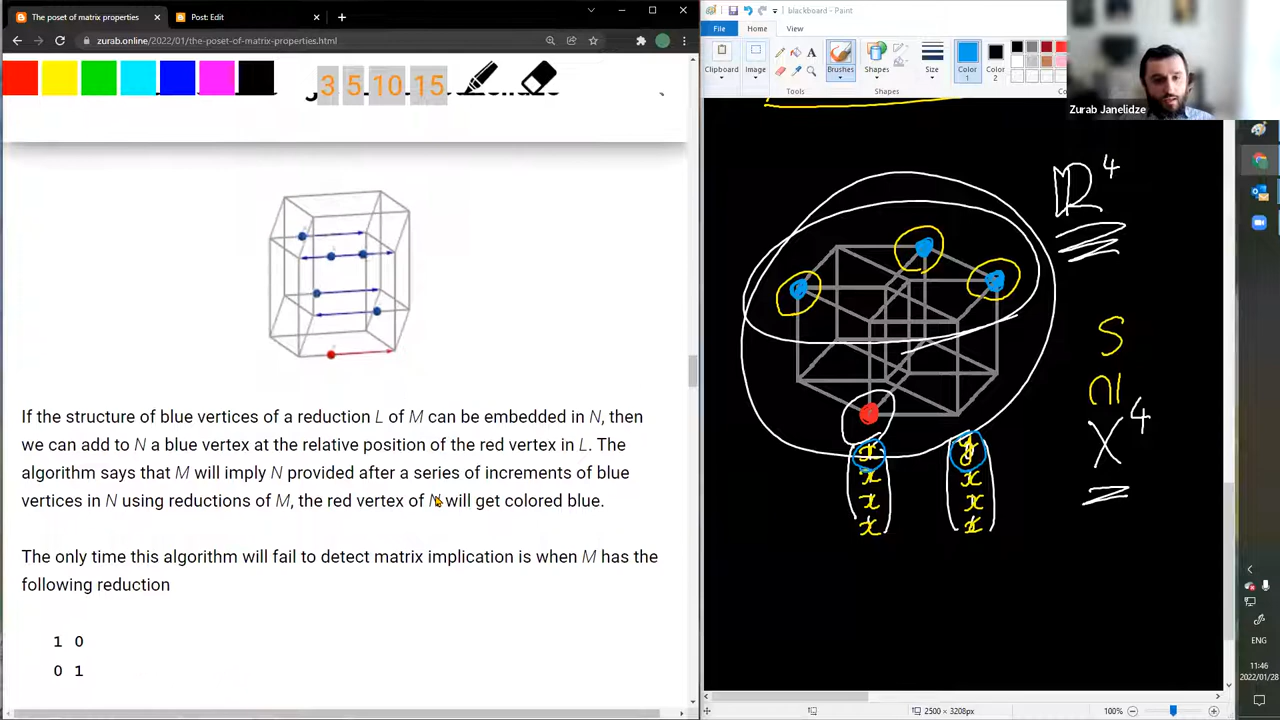 The poset of matrix properties
Post: Edit
zurab.online/2022/01/the-poset-of-matrix-properties.html
3 5 10 15
If the structure of blue vertices of a reduction L of M can be embedded in N, then
we can add to N a blue vertex at the relative position of the red vertex in L. The
algorithm says that M will imply N provided after a series of increments of blue
vertices in N using reductions of M, the red vertex of N will get colored blue.
The only time this algorithm will fail to detect matrix implication is when M has the
following reduction
1 0
0 1
blackboard - Paint
File Home View
Clipboard
Image
Brushes
Shapes
Size
Color 1
Color 2
Tools
Shapes
Zurab Janelidze
ℝ⁴
S
X⁴
x y
x x
x x
x x
2500 × 3208px
100%
ENG
11:46
2022/01/28